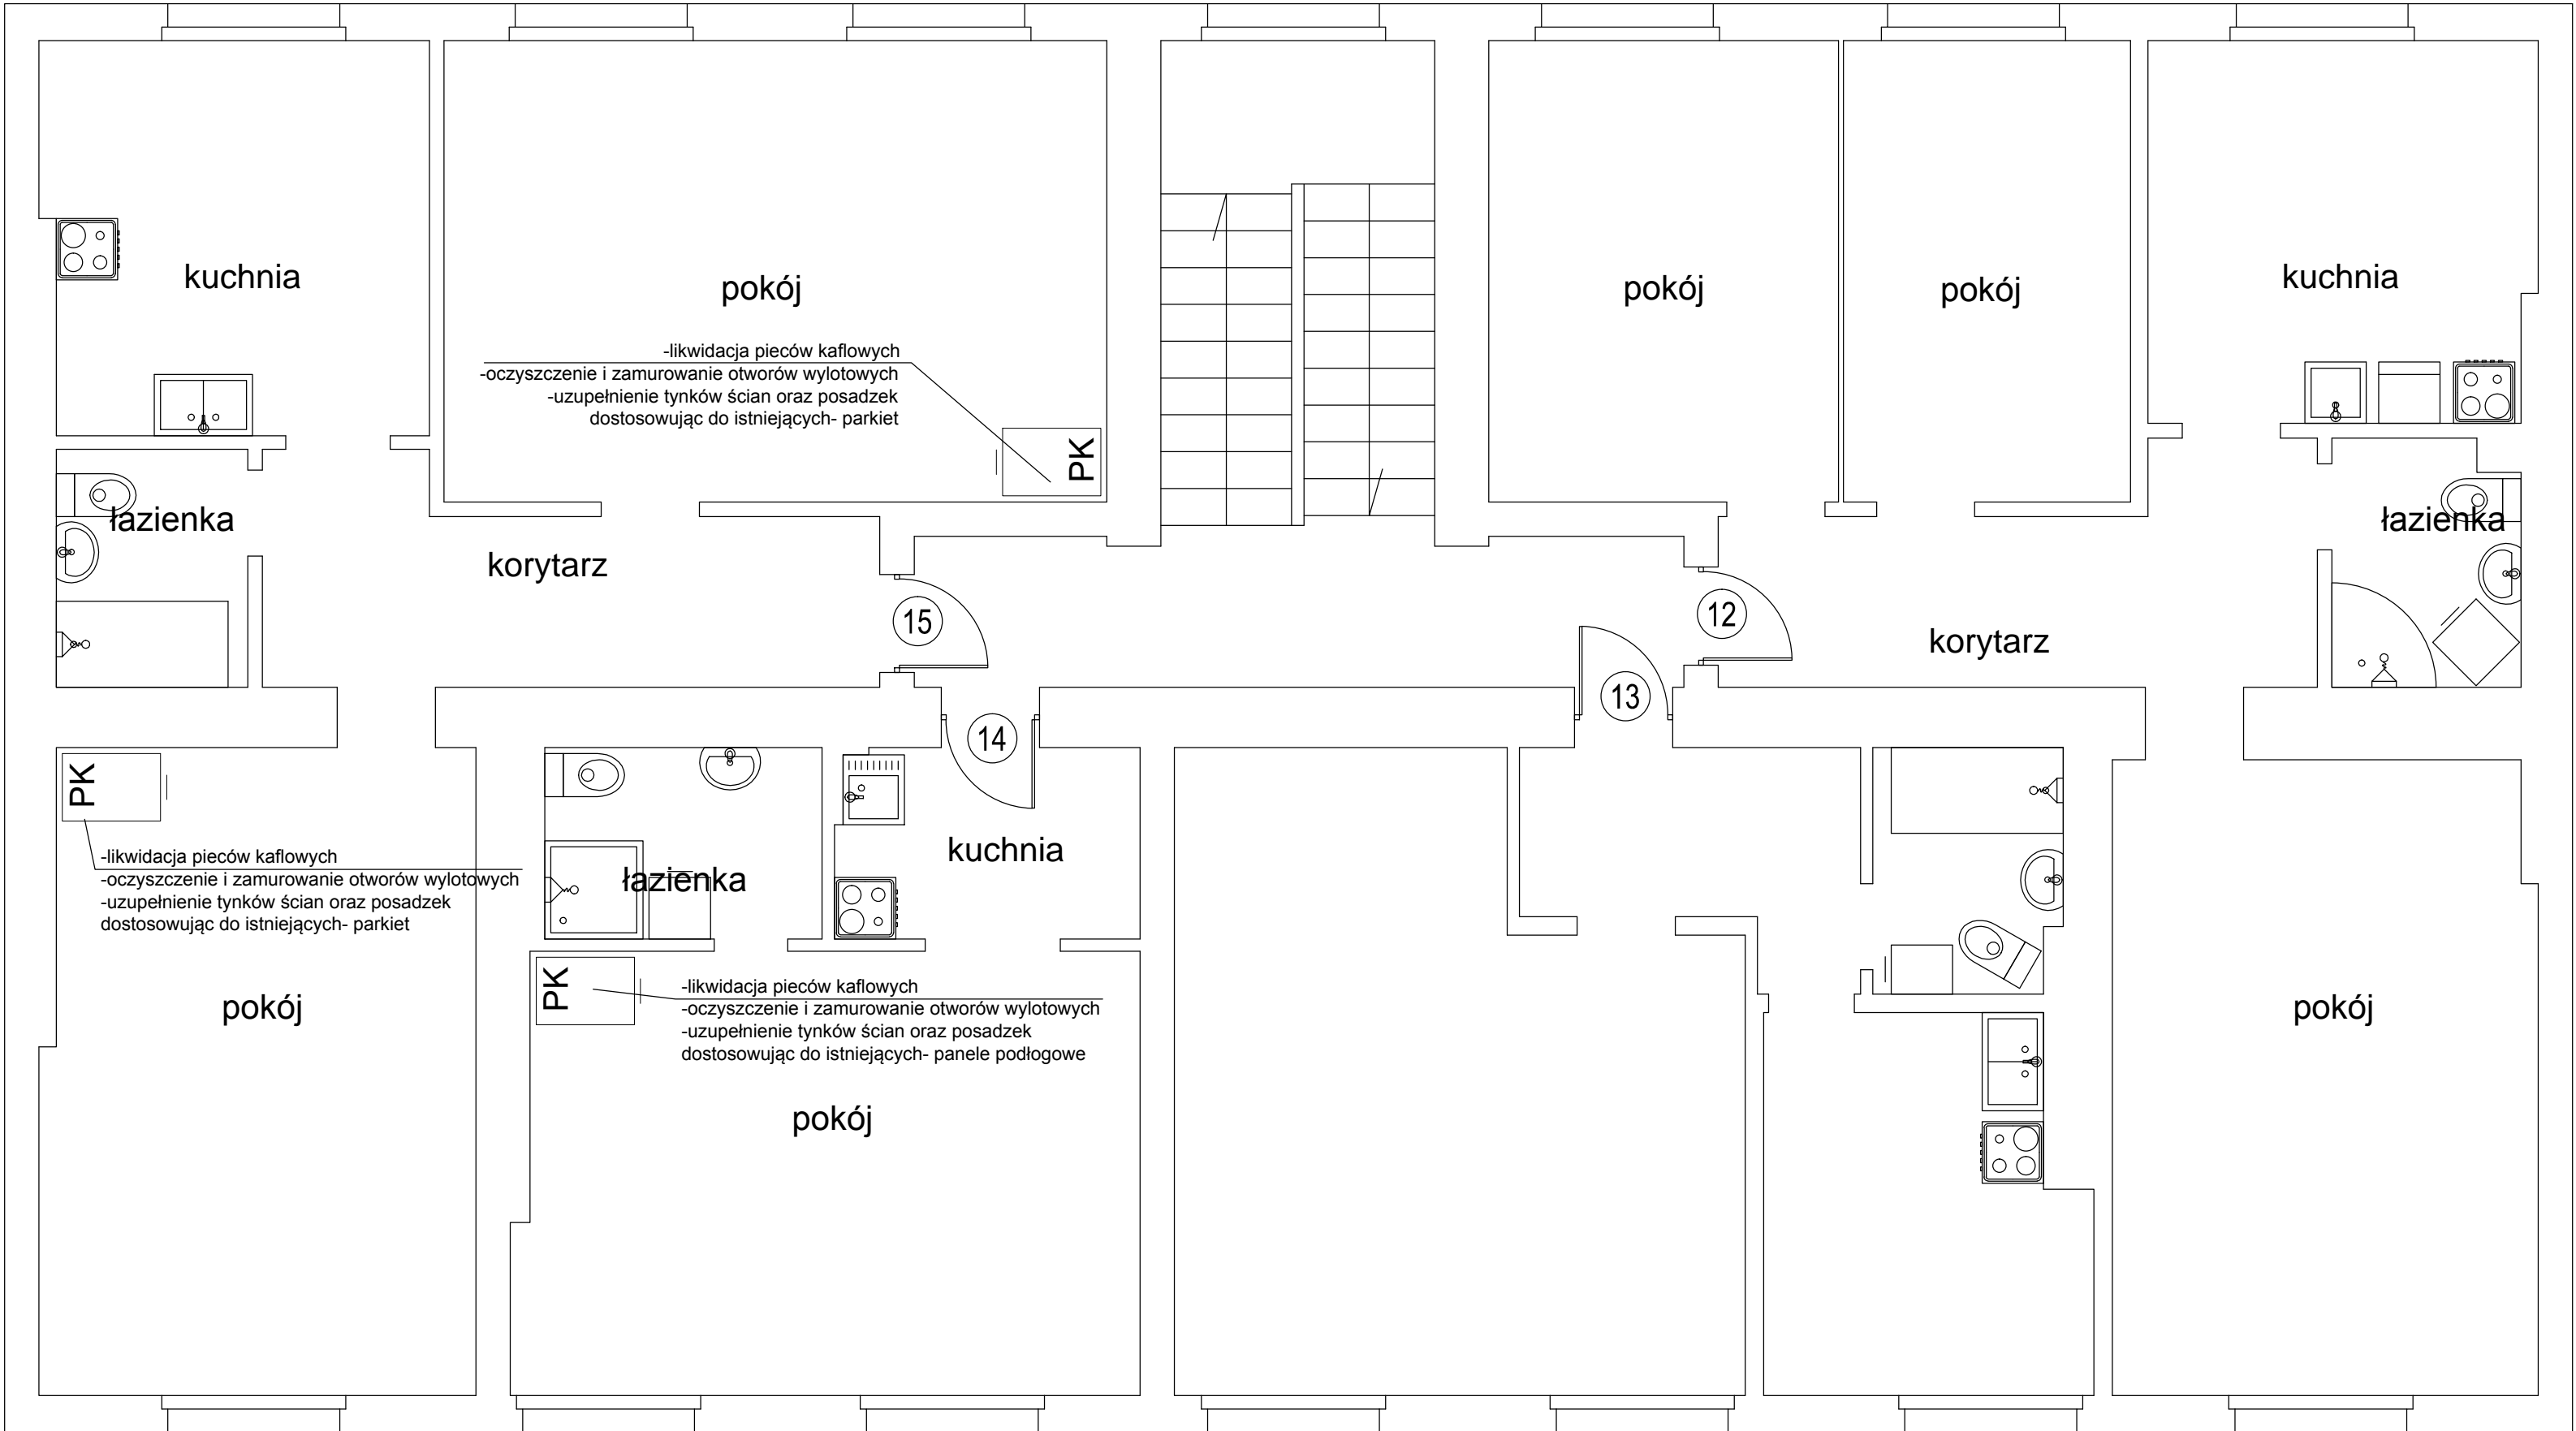 kuchnia
pokój
-likwidacja pieców kaflowych
-oczyszczenie i zamurowanie otworów wylotowych
-uzupełnienie tynków ścian oraz posadzek
dostosowując do istniejących- parkiet
PK
pokój
pokój
kuchnia
łazienka
korytarz
15
12
korytarz
łazienka
14
13
PK
-likwidacja pieców kaflowych
-oczyszczenie i zamurowanie otworów wylotowych
-uzupełnienie tynków ścian oraz posadzek
dostosowując do istniejących- parkiet
pokój
łazienka
kuchnia
PK
-likwidacja pieców kaflowych
-oczyszczenie i zamurowanie otworów wylotowych
-uzupełnienie tynków ścian oraz posadzek
dostosowując do istniejących- panele podłogowe
pokój
pokój